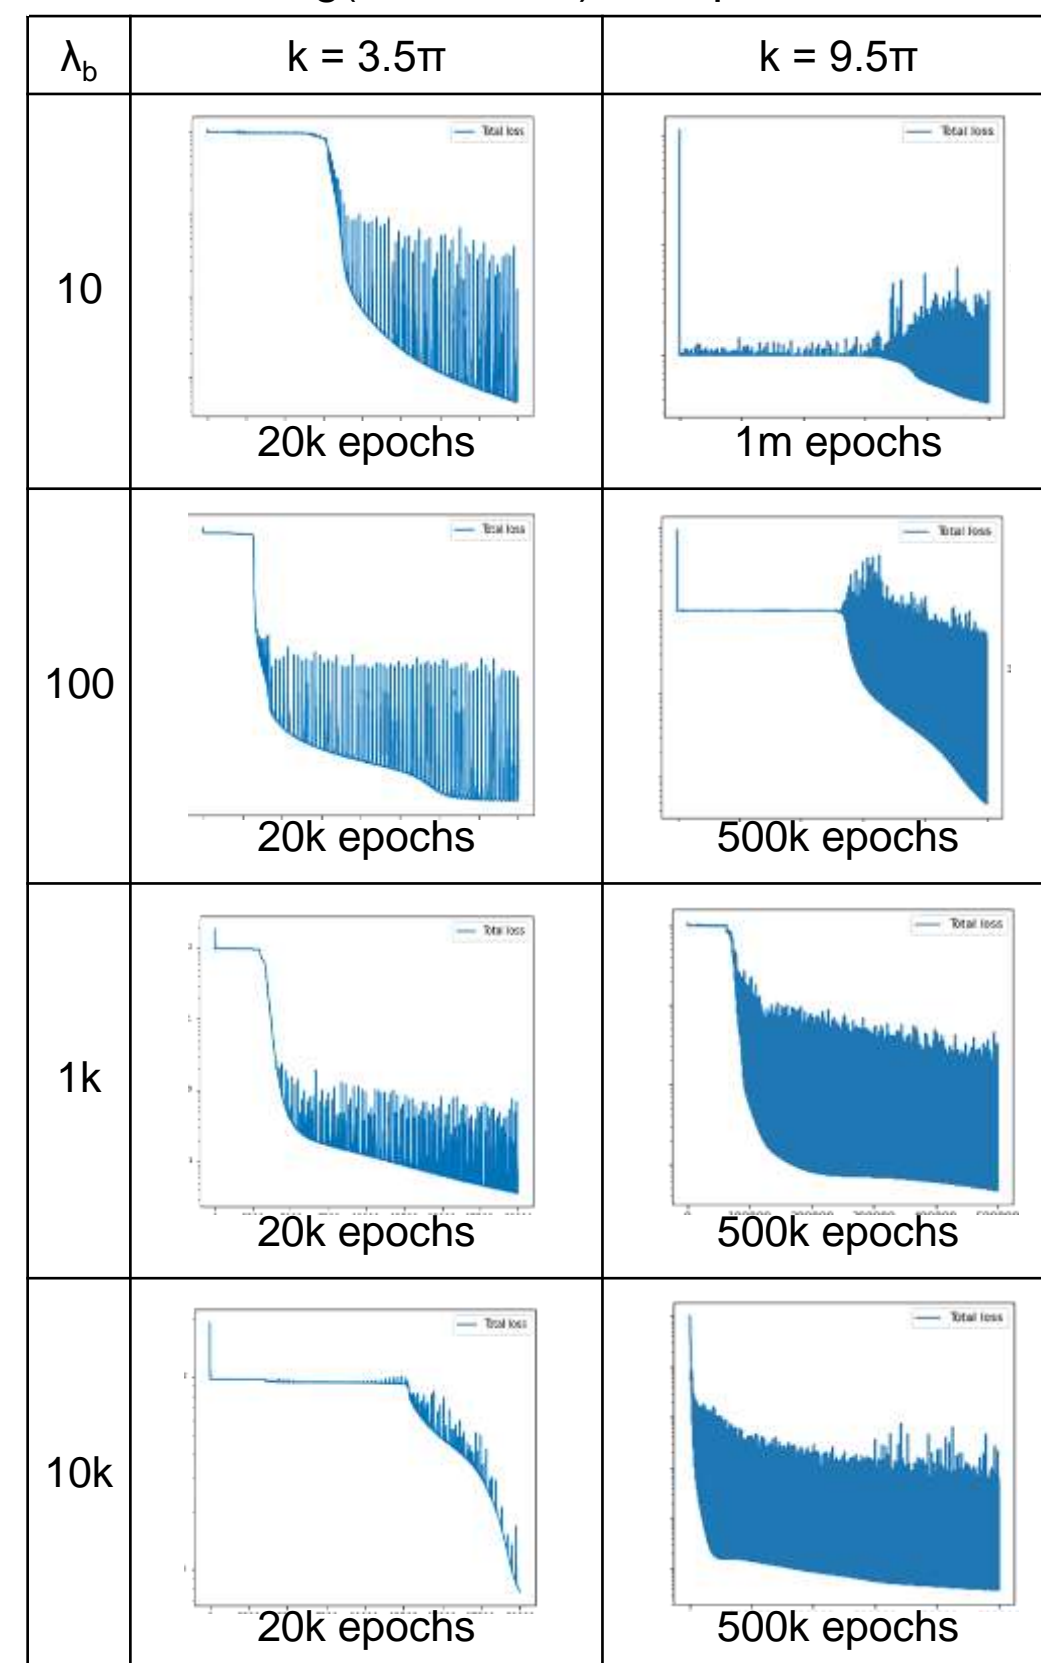 λb k = 3.5π k = 9.5π
10
Total loss
Total loss
20k epochs
1m epochs
100
Total loss
Total loss
20k epochs
500k epochs
1k
Total loss
Total loss
20k epochs
500k epochs
10k
Total loss
Total loss
20k epochs
500k epochs